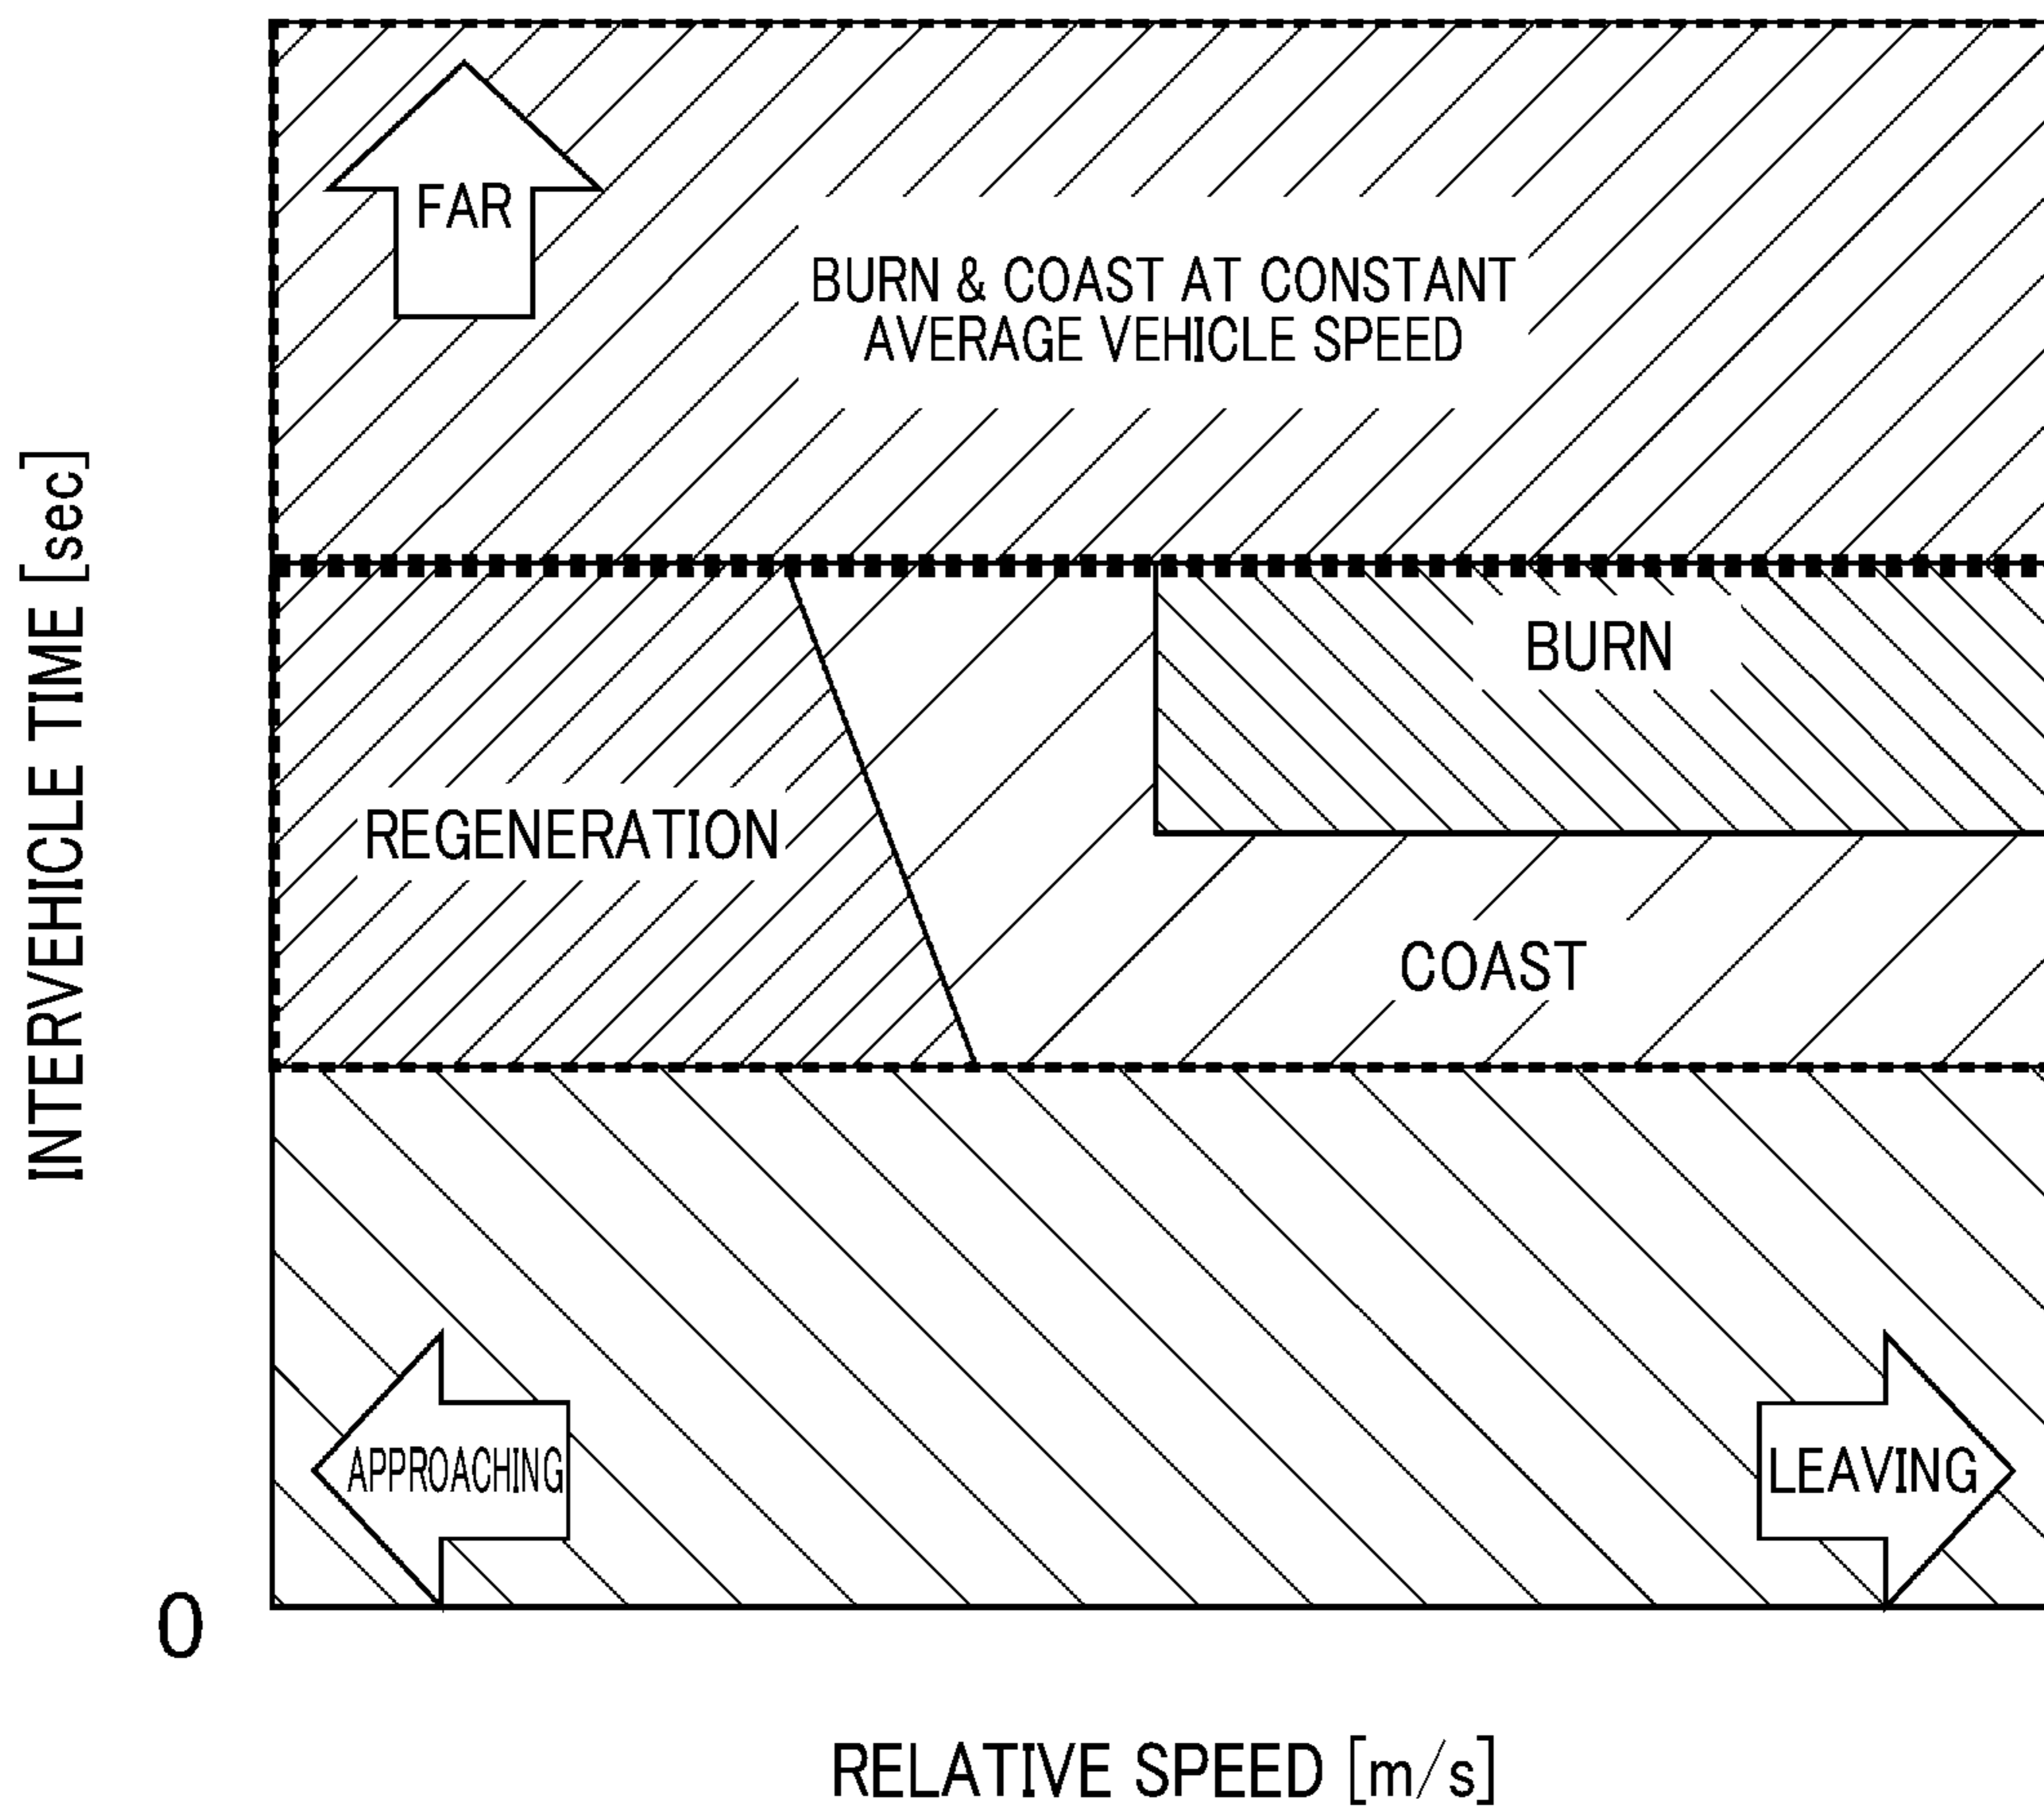 FAR
BURN & COAST AT CONSTANT
AVERAGE VEHICLE SPEED
INTERVEHICLE TIME [sec]
BURN
REGENERATION
COAST
APPROACHING
LEAVING
0
RELATIVE SPEED [m/s]